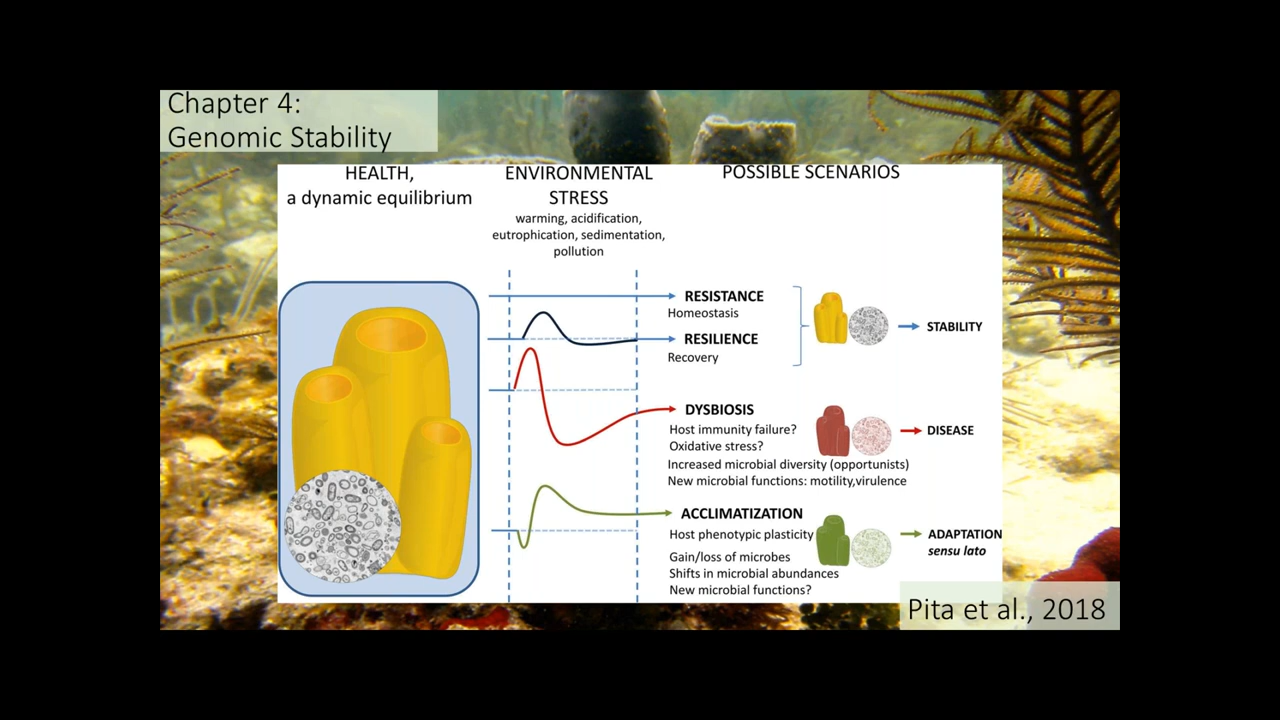 Chapter 4:
Genomic Stability
HEALTH,
a dynamic equilibrium
ENVIRONMENTAL
STRESS
warming, acidification,
eutrophication, sedimentation,
pollution
POSSIBLE SCENARIOS
RESISTANCE
Homeostasis
RESILIENCE
Recovery
STABILITY
DYSBIOSIS
Host immunity failure?
Oxidative stress?
Increased microbial diversity (opportunists)
New microbial functions: motility,virulence
DISEASE
ACCLIMATIZATION
Host phenotypic plasticity
Gain/loss of microbes
Shifts in microbial abundances
New microbial functions?
ADAPTATION
sensu lato
Pita et al., 2018